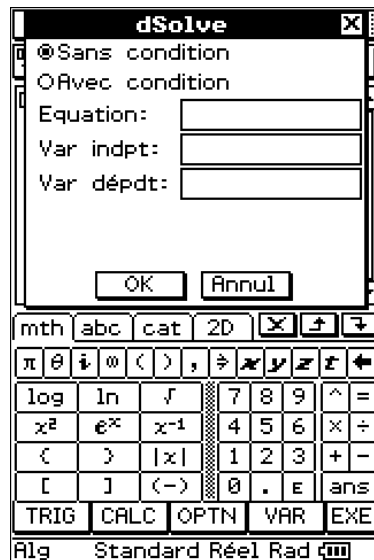 dSolve
Sans condition
Avec condition
Equation:
Var indpt:
Var dépdt:
OK Annul
mth abc cat 2D
π θ i ∞ ( ) , ⇒ x y z t ←
log ln √ 7 8 9 ^ =
x² eˣ x⁻¹ 4 5 6 × ÷
( ) |x| 1 2 3 + −
[ ] (−) 0 . E ans
TRIG CALC OPTN VAR EXE
Alg Standard Réel Rad